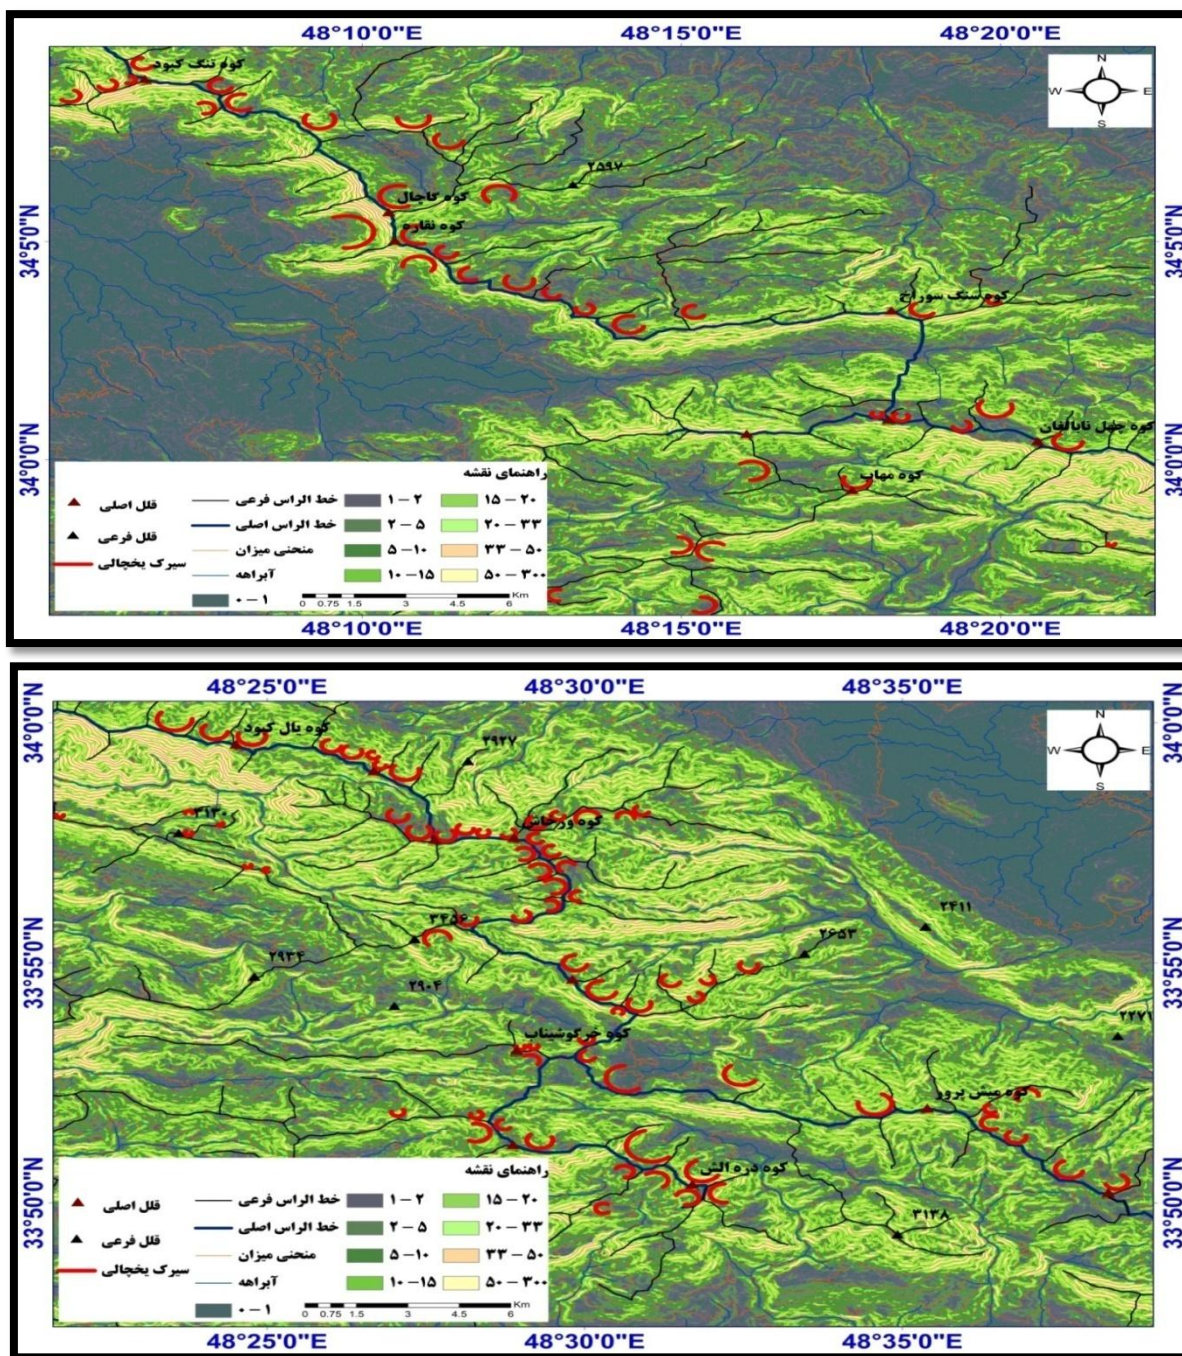 48°10'0"E 48°15'0"E 48°20'0"E
N
W E
S
کوه تنگ کبود
۲۵۹۷
کوه کاچال
کوه نقاره
34°5'0"N 34°5'0"N
کوه سنگ سوراخ
کوه چهل نابالغان
34°0'0"N 34°0'0"N
کوه مهاب
راهنمای نقشه
قلل اصلی خط الراس فرعی ۱ – ۲ ۱۵ – ۲۰
قلل فرعی خط الراس اصلی ۲ – ۵ ۲۰ – ۳۳
سیرک یخچالی منحنی میزان ۵ – ۱۰ ۳۳ – ۵۰
آبراهه ۱۰ – ۱۵ ۵۰ – ۳۰۰
۰ – ۱
0 0.75 1.5 3 4.5 6 Km
48°10'0"E 48°15'0"E 48°20'0"E
48°25'0"E 48°30'0"E 48°35'0"E
34°0'0"N 34°0'0"N
N
W E
S
کوه یال کبود
۲۹۲۷
۳۱۳۰
۳۴۵۶
۲۴۱۱
۲۶۵۳
33°55'0"N 33°55'0"N
۲۹۳۴
۲۹۰۴
کوه خرگوشیناب
کوه میش پرور
کوه دره الش
33°50'0"N 33°50'0"N
۳۱۳۸
راهنمای نقشه
قلل اصلی خط الراس فرعی ۱ – ۲ ۱۵ – ۲۰
قلل فرعی خط الراس اصلی ۲ – ۵ ۲۰ – ۳۳
سیرک یخچالی منحنی میزان ۵ – ۱۰ ۳۳ – ۵۰
آبراهه ۱۰ – ۱۵ ۵۰ – ۳۰۰
۰ – ۱
0 0.75 1.5 3 4.5 6 Km
48°25'0"E 48°30'0"E 48°35'0"E